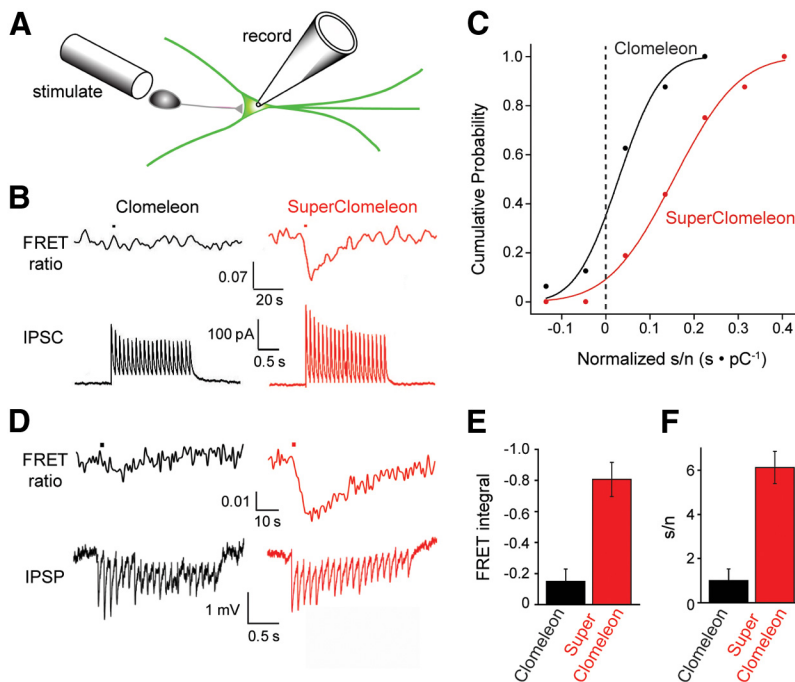 A
stimulate
record
B
Clomeleon
SuperClomeleon
FRET
ratio
0.07
20 s
IPSC
100 pA
0.5 s
C
Cumulative Probability
1.0
0.8
0.6
0.4
0.2
0
Clomeleon
SuperClomeleon
-0.1 0 0.1 0.2 0.3 0.4
Normalized s/n (s • pC⁻¹)
D
FRET
ratio
0.01
10 s
IPSP
1 mV
0.5 s
E
FRET integral
-1.0
-0.8
-0.6
-0.4
-0.2
0
Clomeleon
Super
Clomeleon
F
s/n
6
4
2
0
Clomeleon
Super
Clomeleon